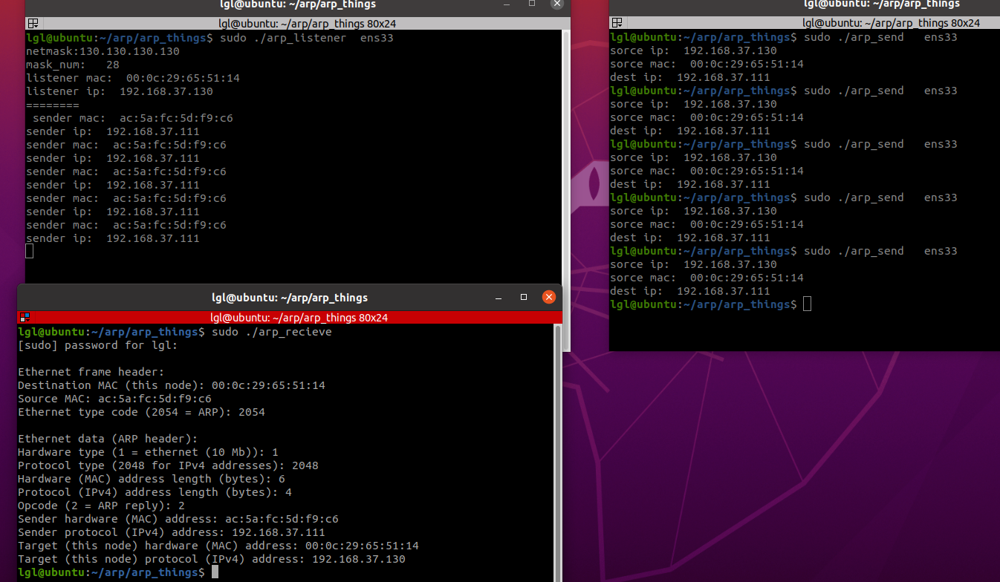 lgl@ubuntu: ~/arp/arp_things
lgl@ubuntu: ~/arp/arp_things 80x24
lgl@ubuntu:~/arp/arp_things$ sudo ./arp_listener  ens33
netmask:130.130.130.130
mask_num:   28
listener mac:  00:0c:29:65:51:14
listener ip:  192.168.37.130
========
 sender mac:  ac:5a:fc:5d:f9:c6
sender ip:  192.168.37.111
sender mac:  ac:5a:fc:5d:f9:c6
sender ip:  192.168.37.111
sender mac:  ac:5a:fc:5d:f9:c6
sender ip:  192.168.37.111
sender mac:  ac:5a:fc:5d:f9:c6
sender ip:  192.168.37.111
sender mac:  ac:5a:fc:5d:f9:c6
sender ip:  192.168.37.111
lgl@ubuntu: ~/arp/arp_things
lgl@ubuntu: ~/arp/arp_things 80x24
lgl@ubuntu:~/arp/arp_things$ sudo ./arp_recieve
[sudo] password for lgl:
Ethernet frame header:
Destination MAC (this node): 00:0c:29:65:51:14
Source MAC: ac:5a:fc:5d:f9:c6
Ethernet type code (2054 = ARP): 2054
Ethernet data (ARP header):
Hardware type (1 = ethernet (10 Mb)): 1
Protocol type (2048 for IPv4 addresses): 2048
Hardware (MAC) address length (bytes): 6
Protocol (IPv4) address length (bytes): 4
Opcode (2 = ARP reply): 2
Sender hardware (MAC) address: ac:5a:fc:5d:f9:c6
Sender protocol (IPv4) address: 192.168.37.111
Target (this node) hardware (MAC) address: 00:0c:29:65:51:14
Target (this node) protocol (IPv4) address: 192.168.37.130
lgl@ubuntu:~/arp/arp_things$
lgl@ubuntu: ~/arp/arp_things
lgl@ubuntu: ~/arp/arp_things 80x24
lgl@ubuntu:~/arp/arp_things$ sudo ./arp_send   ens33
sorce ip:  192.168.37.130
sorce mac:  00:0c:29:65:51:14
dest ip:  192.168.37.111
lgl@ubuntu:~/arp/arp_things$ sudo ./arp_send   ens33
sorce ip:  192.168.37.130
sorce mac:  00:0c:29:65:51:14
dest ip:  192.168.37.111
lgl@ubuntu:~/arp/arp_things$ sudo ./arp_send   ens33
sorce ip:  192.168.37.130
sorce mac:  00:0c:29:65:51:14
dest ip:  192.168.37.111
lgl@ubuntu:~/arp/arp_things$ sudo ./arp_send   ens33
sorce ip:  192.168.37.130
sorce mac:  00:0c:29:65:51:14
dest ip:  192.168.37.111
lgl@ubuntu:~/arp/arp_things$ sudo ./arp_send   ens33
sorce ip:  192.168.37.130
sorce mac:  00:0c:29:65:51:14
dest ip:  192.168.37.111
lgl@ubuntu:~/arp/arp_things$